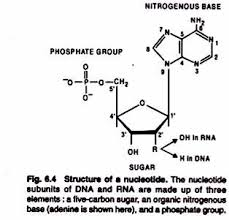 NITROGENOUS BASE
NH₂
PHOSPHATE GROUP
7 5 6 N 1
N
8
9 4 3 2
N N
O
⁻O—P—O—CH₂
O⁻ 5'
O
4' 1'
3' 2'
OH R
OH IN RNA
H IN DNA
SUGAR
Fig. 6.4 Structure of a nucleotide. The nucleotide
subunits of DNA and RNA are made up of three
elements : a five-carbon sugar, an organic nitrogenous
base (adenine is shown here), and a phosphate group.